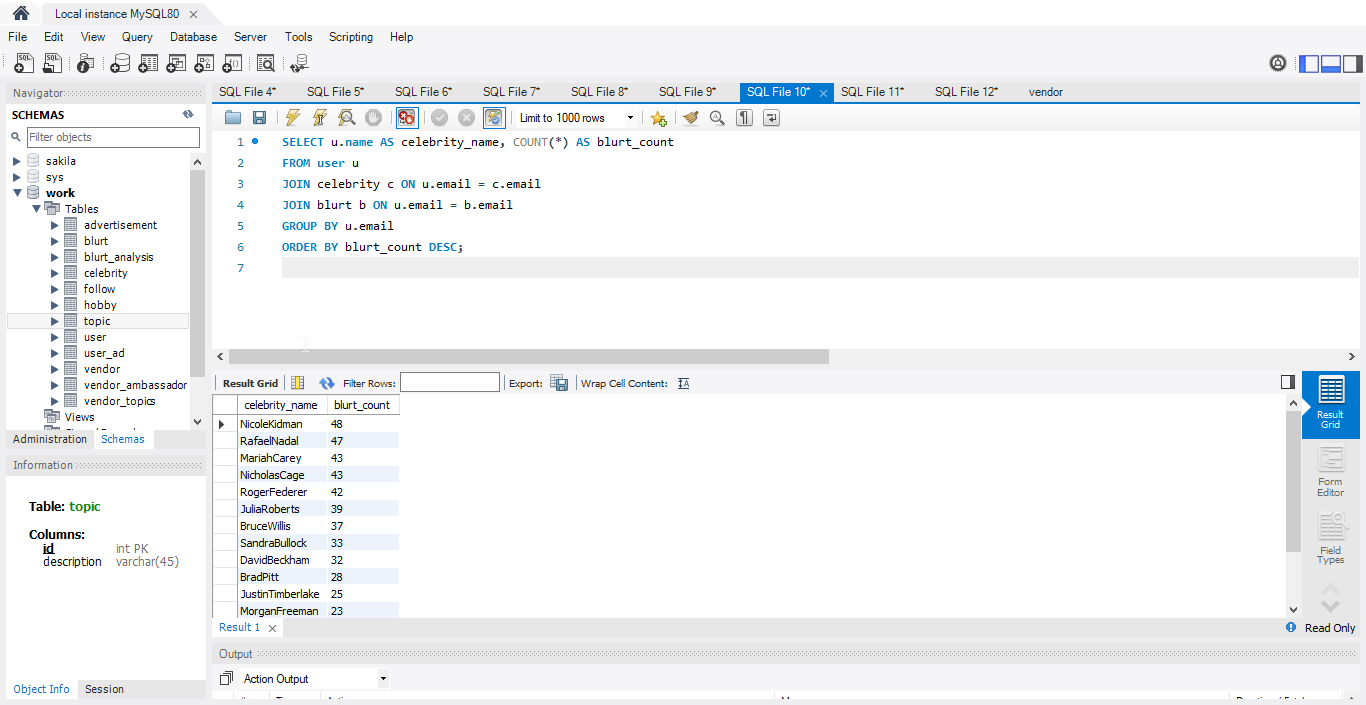 Local instance MySQL80
File Edit View Query Database Server Tools Scripting Help
Navigator
SCHEMAS
Filter objects
sakila
sys
work
Tables
advertisement
blurt
blurt_analysis
celebrity
follow
hobby
topic
user
user_ad
vendor
vendor_ambassador
vendor_topics
Views
Administration Schemas
Information
Table: topic
Columns:
id int PK
description varchar(45)
Object Info Session
SQL File 4* SQL File 5* SQL File 6* SQL File 7* SQL File 8* SQL File 9* SQL File 10* SQL File 11* SQL File 12* vendor
Limit to 1000 rows
1 SELECT u.name AS celebrity_name, COUNT(*) AS blurt_count
2 FROM user u
3 JOIN celebrity c ON u.email = c.email
4 JOIN blurt b ON u.email = b.email
5 GROUP BY u.email
6 ORDER BY blurt_count DESC;
7
Result Grid Filter Rows: Export: Wrap Cell Content:
celebrity_name blurt_count
NicoleKidman 48
RafaelNadal 47
MariahCarey 43
NicholasCage 43
RogerFederer 42
JuliaRoberts 39
BruceWillis 37
SandraBullock 33
DavidBeckham 32
BradPitt 28
JustinTimberlake 25
MorganFreeman 23
Result
Grid
Form
Editor
Field
Types
Result 1
Read Only
Output
Action Output